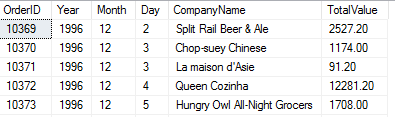 OrderID Year Month Day CompanyName TotalValue
10369 1996 12 2 Split Rail Beer & Ale 2527.20
10370 1996 12 3 Chop-suey Chinese 1174.00
10371 1996 12 3 La maison d'Asie 91.20
10372 1996 12 4 Queen Cozinha 12281.20
10373 1996 12 5 Hungry Owl All-Night Grocers 1708.00